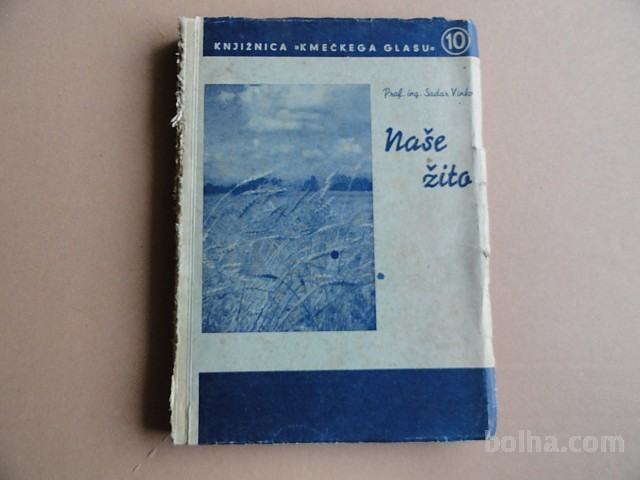 KNJIŽNICA »KMEČKEGA GLASU« 10
Prof. ing. Sadar Vinko
Naše
žito
bolha.com